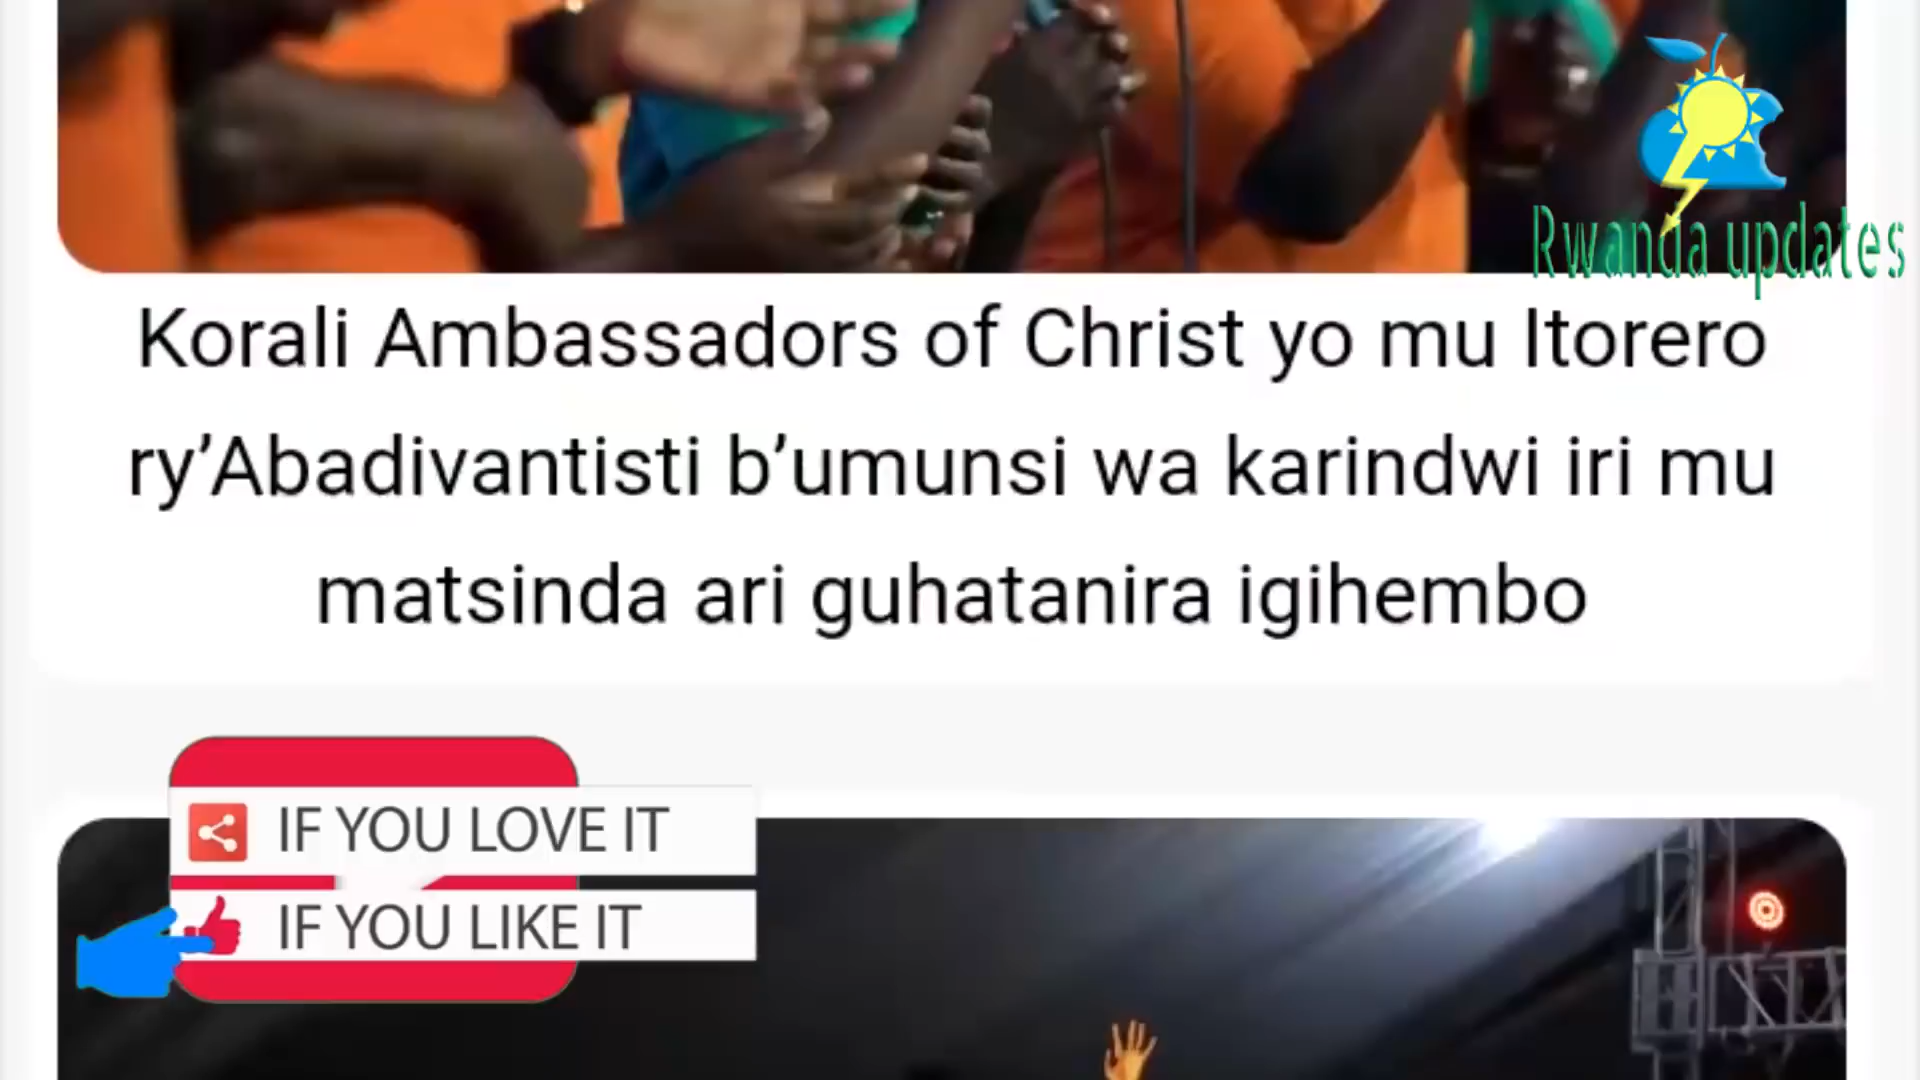 Rwanda updates
Korali Ambassadors of Christ yo mu Itorero
ry’Abadivantisti b’umunsi wa karindwi iri mu
matsinda ari guhatanira igihembo
IF YOU LOVE IT
IF YOU LIKE IT